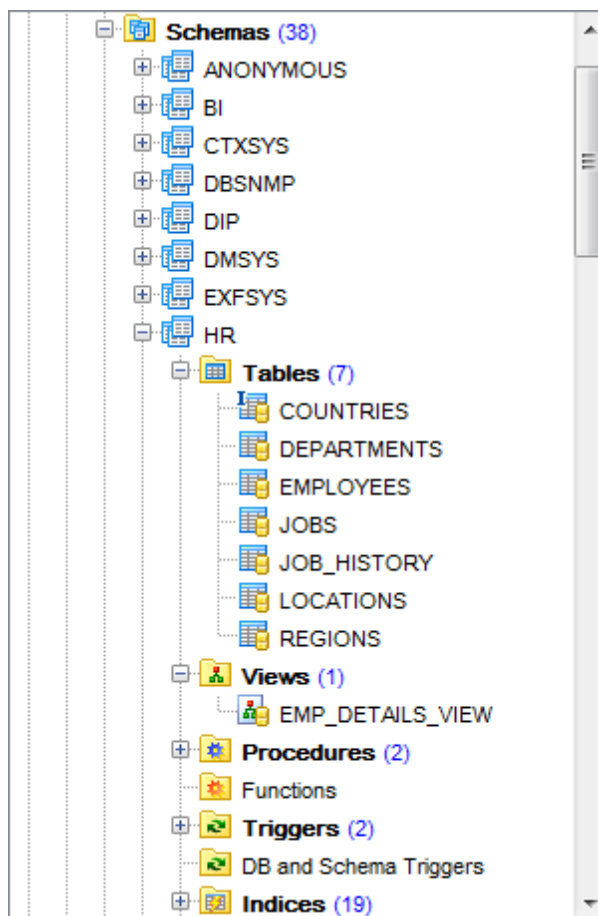 Schemas (38)
ANONYMOUS
BI
CTXSYS
DBSNMP
DIP
DMSYS
EXFSYS
HR
Tables (7)
COUNTRIES
DEPARTMENTS
EMPLOYEES
JOBS
JOB_HISTORY
LOCATIONS
REGIONS
Views (1)
EMP_DETAILS_VIEW
Procedures (2)
Functions
Triggers (2)
DB and Schema Triggers
Indices (19)